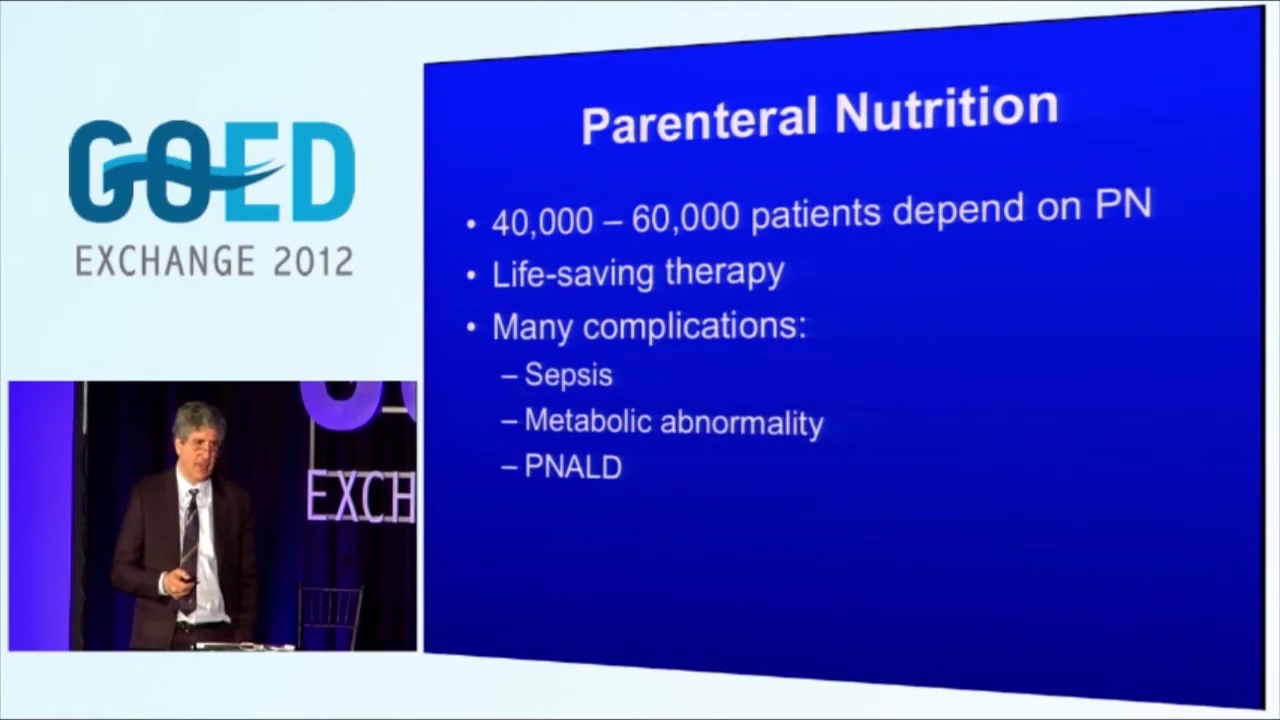 GOED
EXCHANGE 2012
Parenteral Nutrition
• 40,000 – 60,000 patients depend on PN
• Life-saving therapy
• Many complications:
– Sepsis
– Metabolic abnormality
– PNALD
EXCH